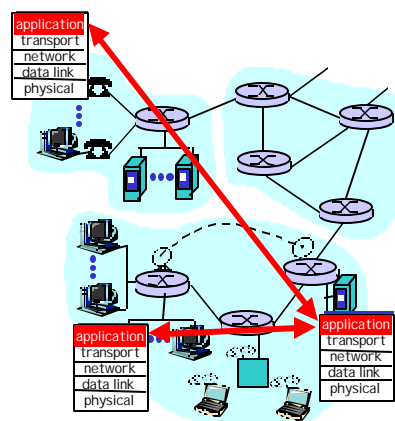 application
transport
network
data link
physical
application
transport
network
data link
physical
application
transport
network
data link
physical